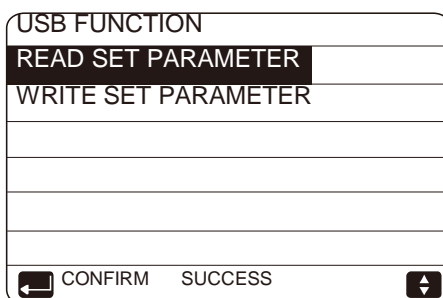 USB FUNCTION
READ SET PARAMETER
WRITE SET PARAMETER
CONFIRM SUCCESS